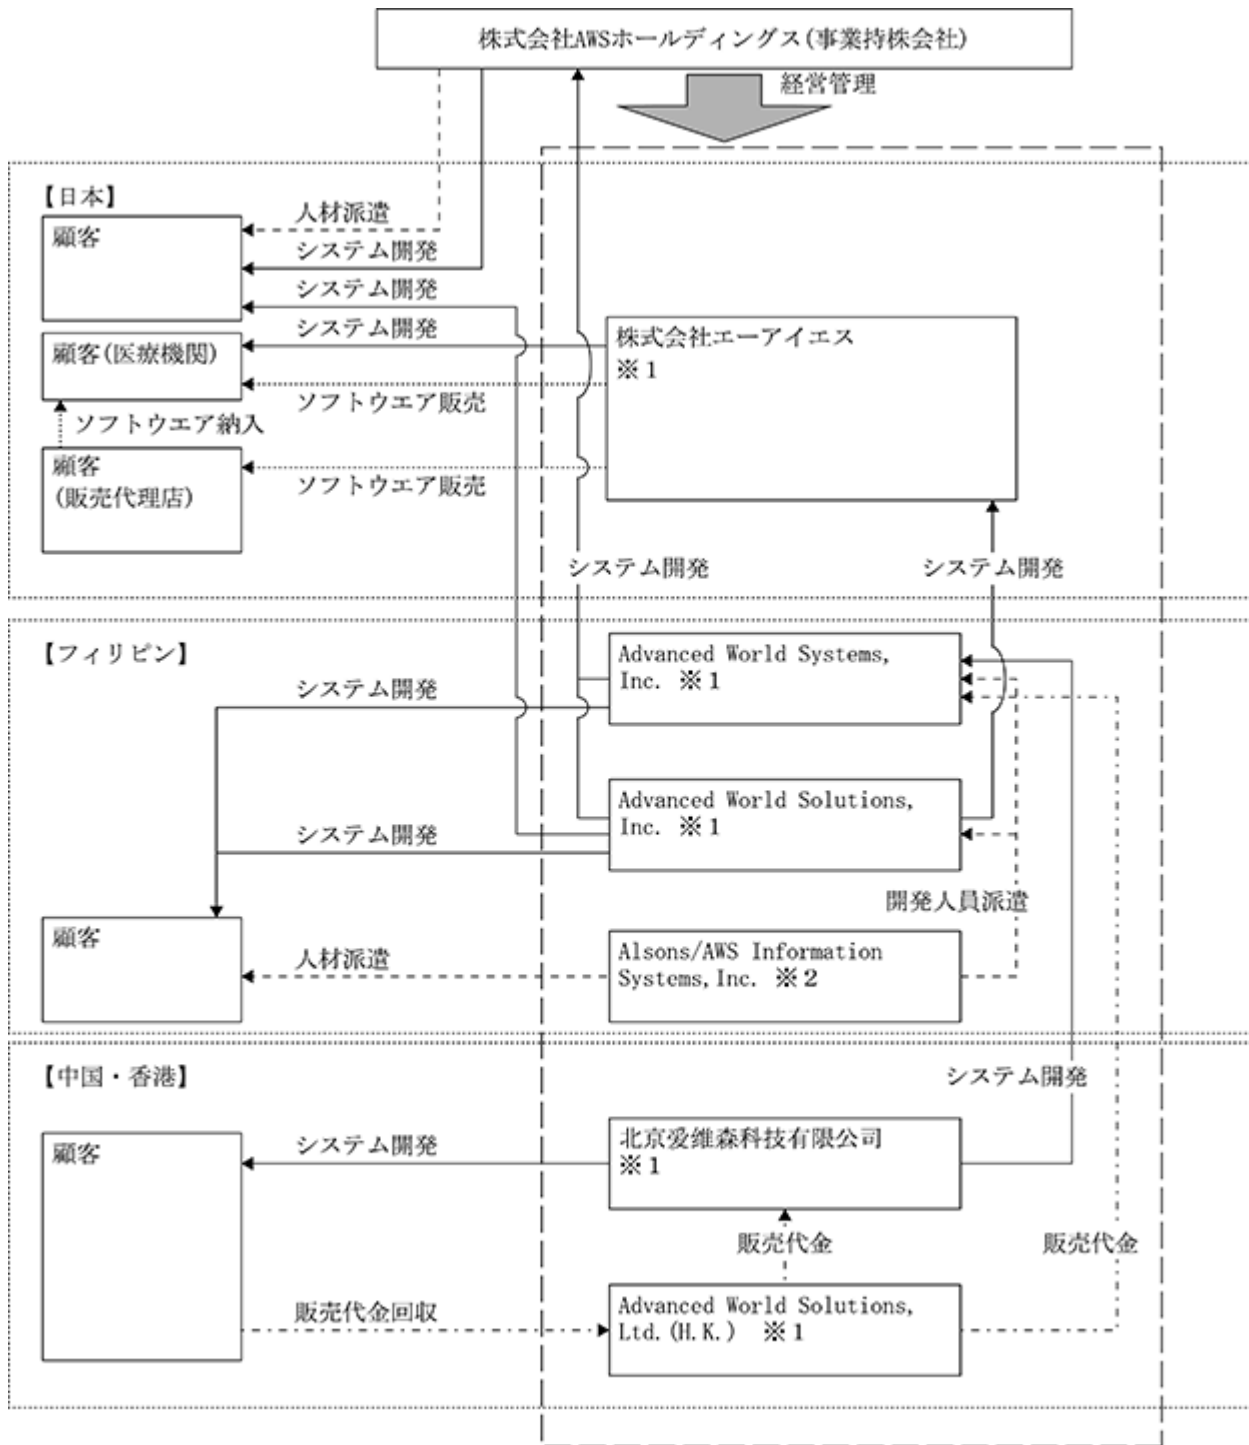 株式会社AWSホールディングス(事業持株会社)
経営管理
【日本】
顧客
人材派遣
システム開発
システム開発
システム開発
顧客(医療機関)
ソフトウエア販売
ソフトウエア納入
顧客
(販売代理店)
ソフトウエア販売
株式会社エーアイエス
※1
システム開発
システム開発
【フィリピン】
Advanced World Systems,
Inc. ※1
システム開発
Advanced World Solutions,
Inc. ※1
システム開発
開発人員派遣
顧客
人材派遣
Alsons/AWS Information
Systems,Inc. ※2
【中国・香港】
システム開発
顧客
システム開発
北京爱维森科技有限公司
※1
販売代金
販売代金
販売代金回収
Advanced World Solutions,
Ltd.(H.K.) ※1